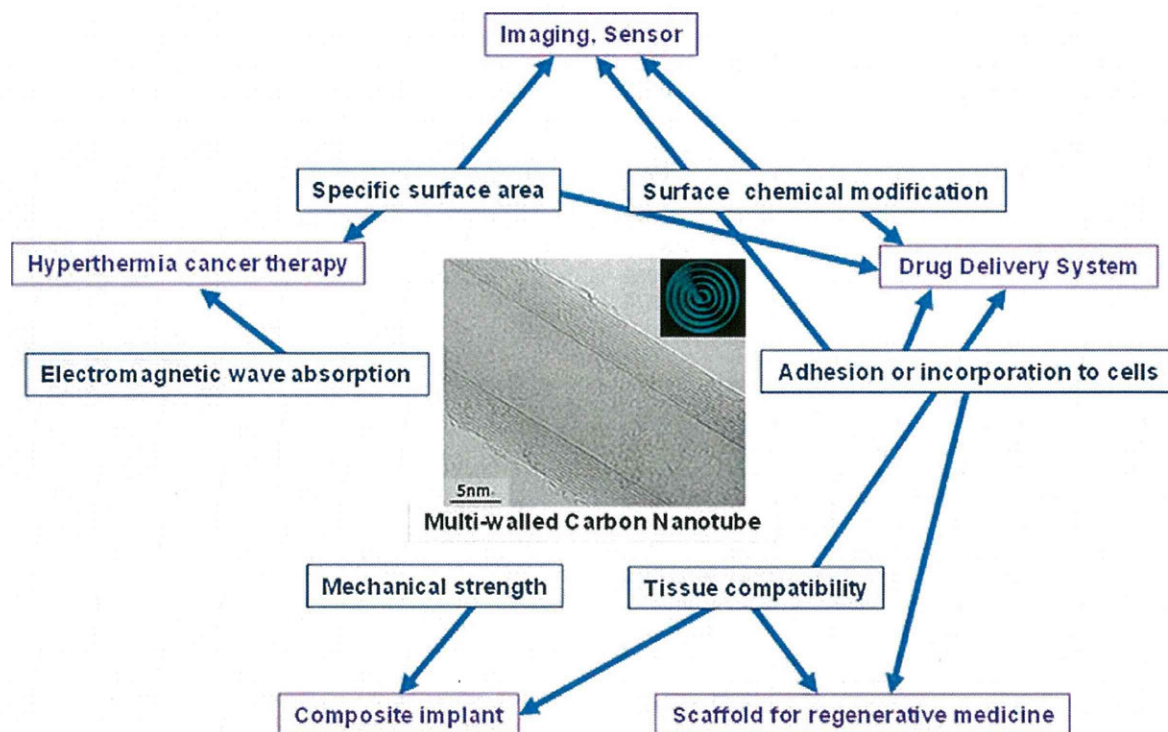 Imaging, Sensor
Specific surface area
Surface chemical modification
Hyperthermia cancer therapy
Drug Delivery System
Electromagnetic wave absorption
Adhesion or incorporation to cells
5nm
Multi-walled Carbon Nanotube
Mechanical strength
Tissue compatibility
Composite implant
Scaffold for regenerative medicine